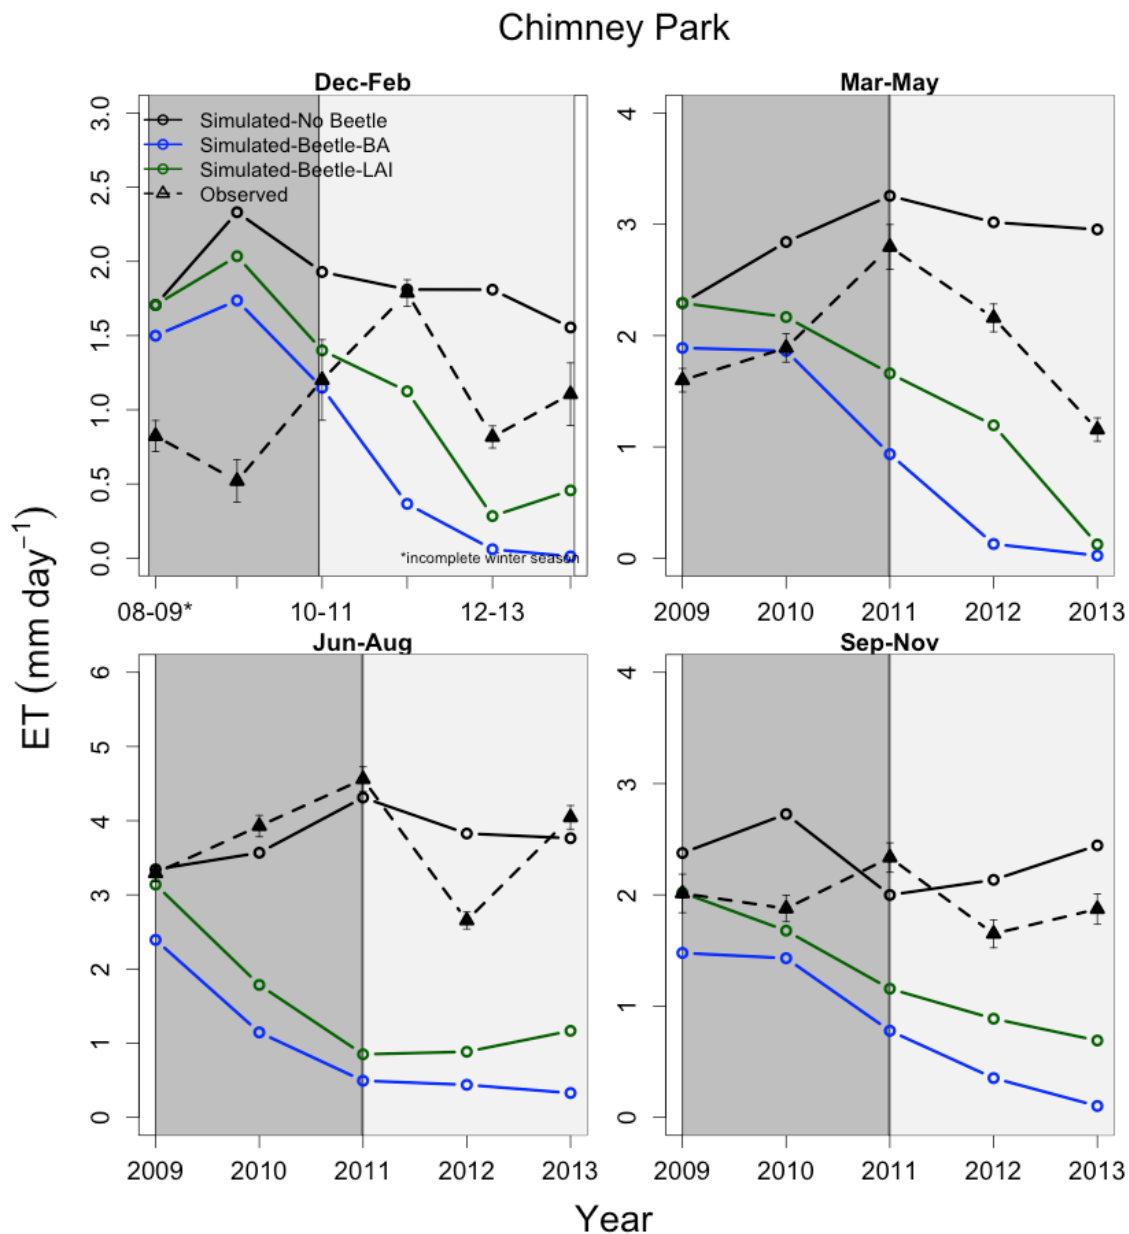 Chimney Park
Dec-Feb
Simulated-No Beetle
Simulated-Beetle-BA
Simulated-Beetle-LAI
Observed
3.0
2.5
2.0
1.5
1.0
0.5
0.0
*incomplete winter season
08-09* 10-11 12-13
Mar-May
4
3
2
1
0
2009 2010 2011 2012 2013
Jun-Aug
6
5
4
3
2
1
0
2009 2010 2011 2012 2013
Sep-Nov
4
3
2
1
0
2009 2010 2011 2012 2013
ET (mm day⁻¹)
Year